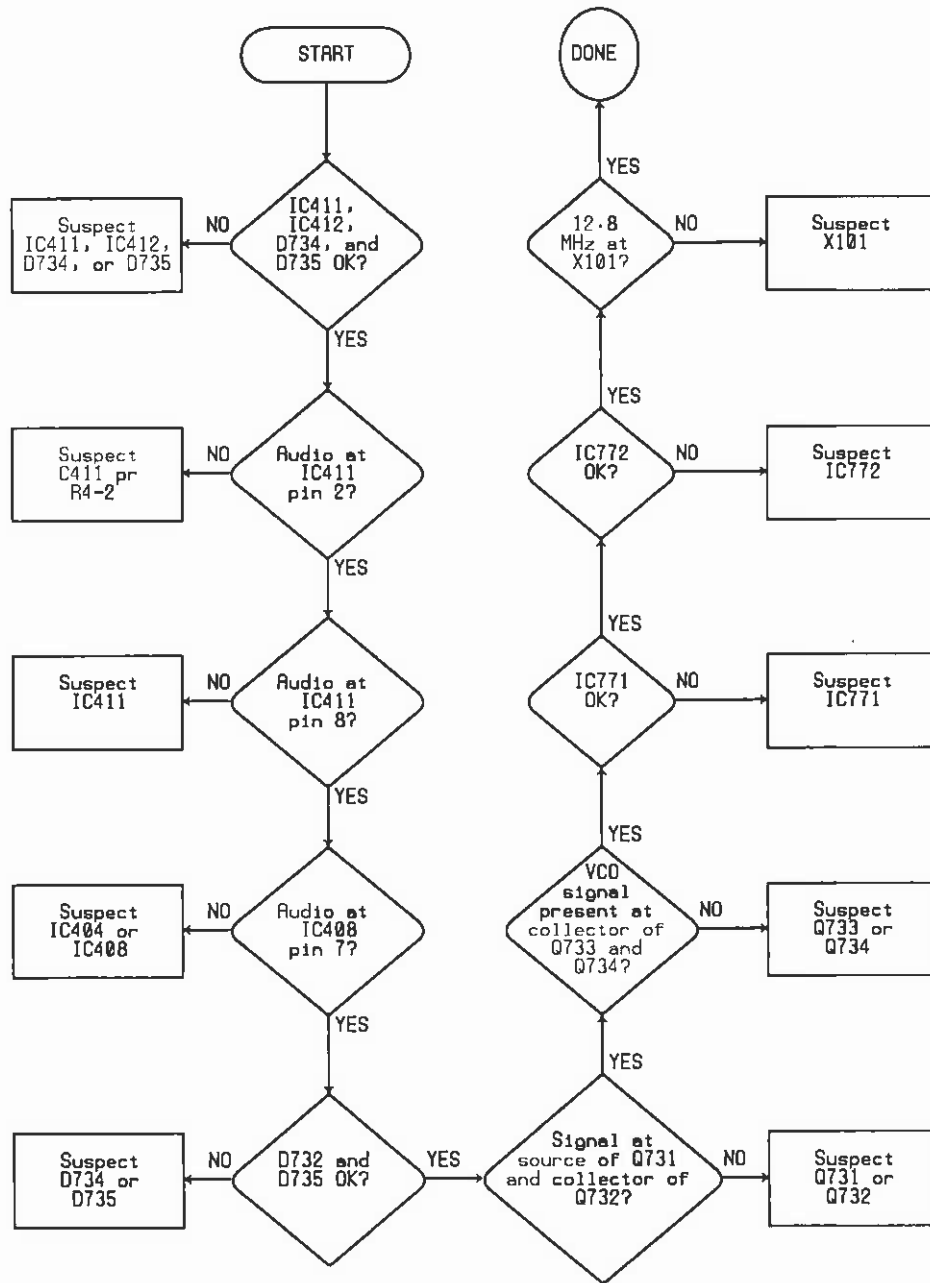 START
IC411,
IC412,
D734, and
D735 OK?
NO
Suspect
IC411, IC412,
D734, or D735
YES
Audio at
IC411
pin 2?
NO
Suspect
C411 pr
R4-2
YES
Audio at
IC411
pin 8?
NO
Suspect
IC411
YES
Audio at
IC408
pin 7?
NO
Suspect
IC404 or
IC408
YES
D732 and
D735 OK?
NO
Suspect
D734 or
D735
YES
Signal at
source of Q731
and collector of
Q732?
NO
Suspect
Q731 or
Q732
YES
VCO
signal
present at
collector of
Q733 and
Q734?
NO
Suspect
Q733 or
Q734
YES
IC771
OK?
NO
Suspect
IC771
YES
IC772
OK?
NO
Suspect
IC772
YES
12.8
MHz at
X101?
NO
Suspect
X101
YES
DONE